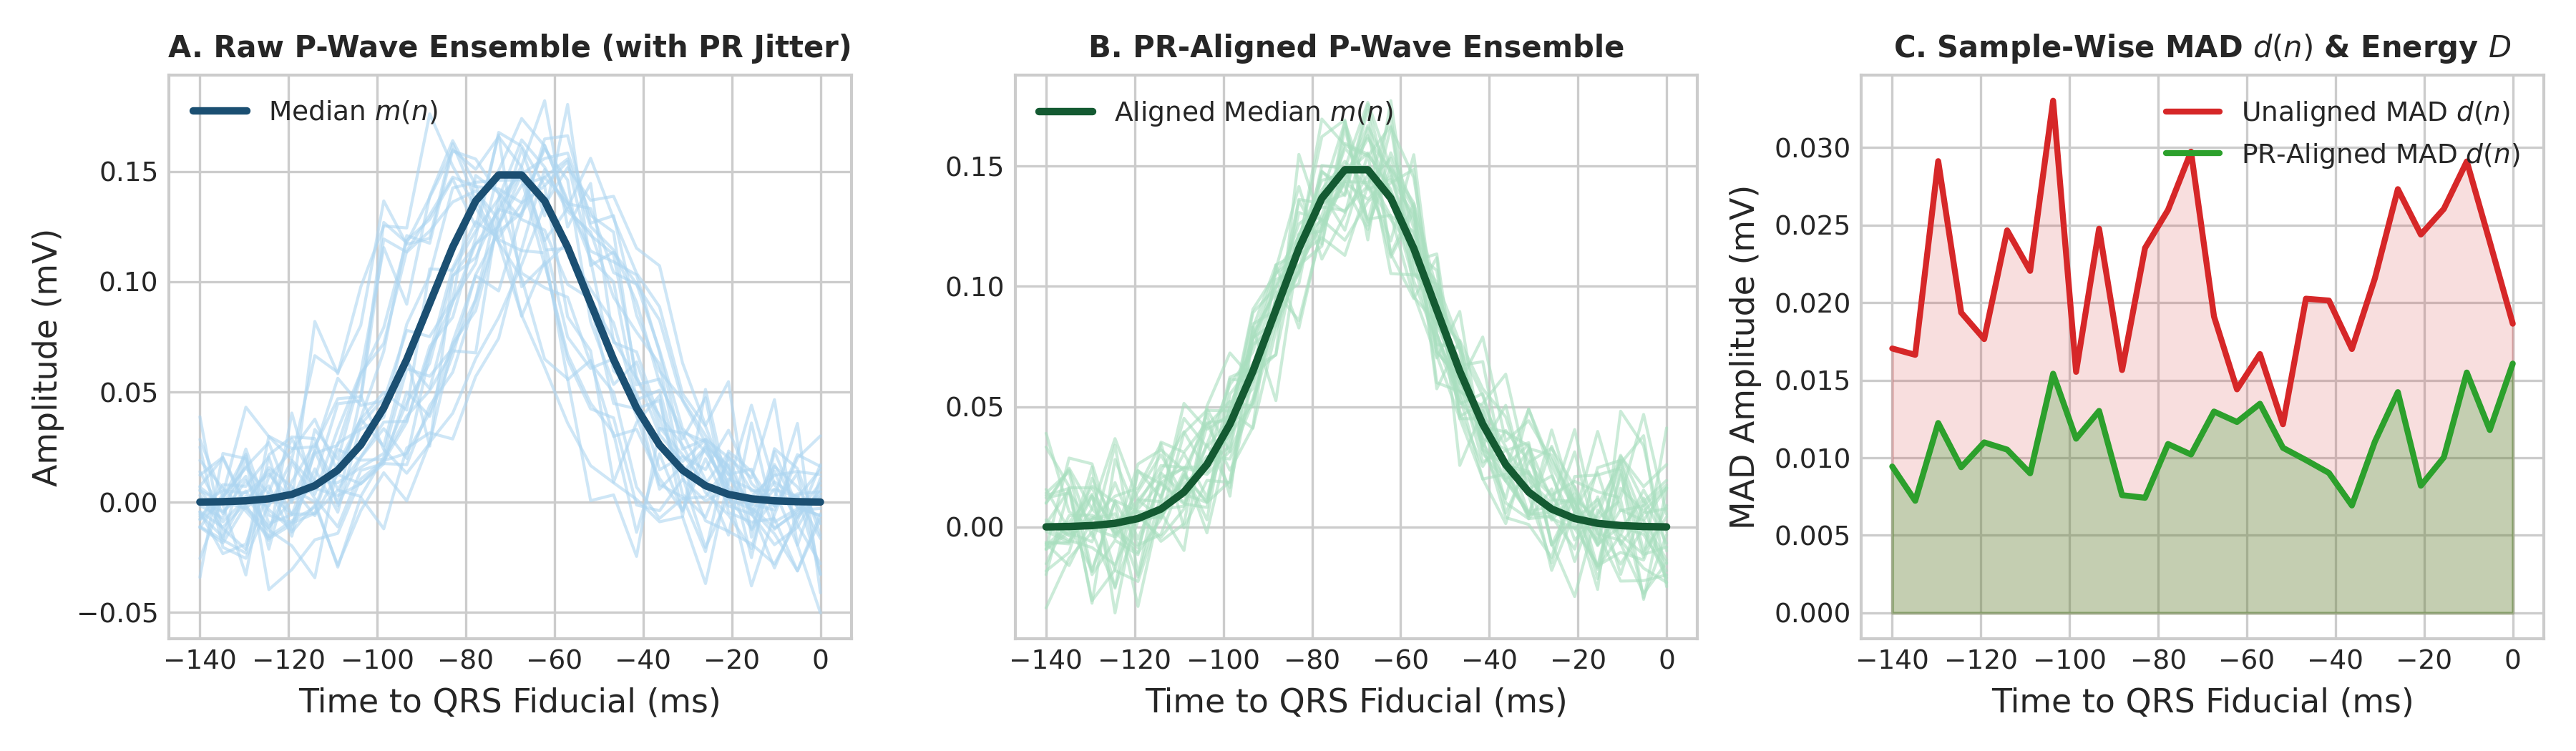 A. Raw P-Wave Ensemble (with PR Jitter)
Median m(n)
Amplitude (mV)
0.15
0.10
0.05
0.00
−0.05
−140 −120 −100 −80 −60 −40 −20 0
Time to QRS Fiducial (ms)
B. PR-Aligned P-Wave Ensemble
Aligned Median m(n)
0.15
0.10
0.05
0.00
−140 −120 −100 −80 −60 −40 −20 0
Time to QRS Fiducial (ms)
C. Sample-Wise MAD d(n) & Energy D
Unaligned MAD d(n)
PR-Aligned MAD d(n)
MAD Amplitude (mV)
0.030
0.025
0.020
0.015
0.010
0.005
0.000
−140 −120 −100 −80 −60 −40 −20 0
Time to QRS Fiducial (ms)